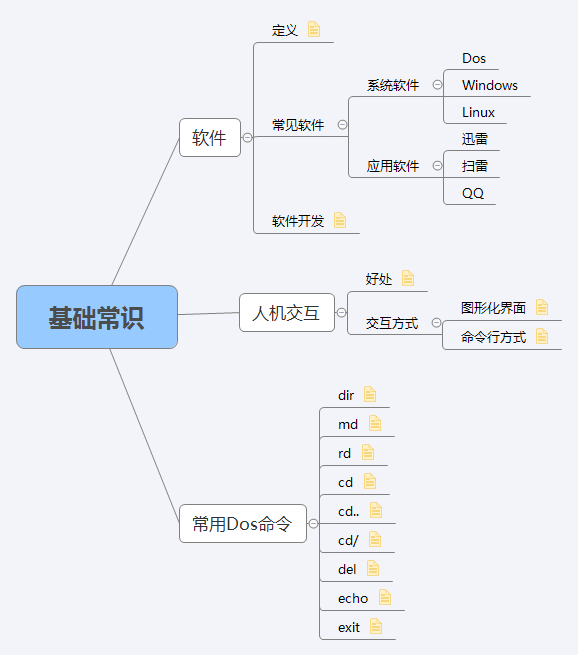 基础常识
软件
定义
常见软件
系统软件
Dos
Windows
Linux
应用软件
迅雷
扫雷
QQ
软件开发
人机交互
好处
交互方式
图形化界面
命令行方式
常用Dos命令
dir
md
rd
cd
cd..
cd/
del
echo
exit